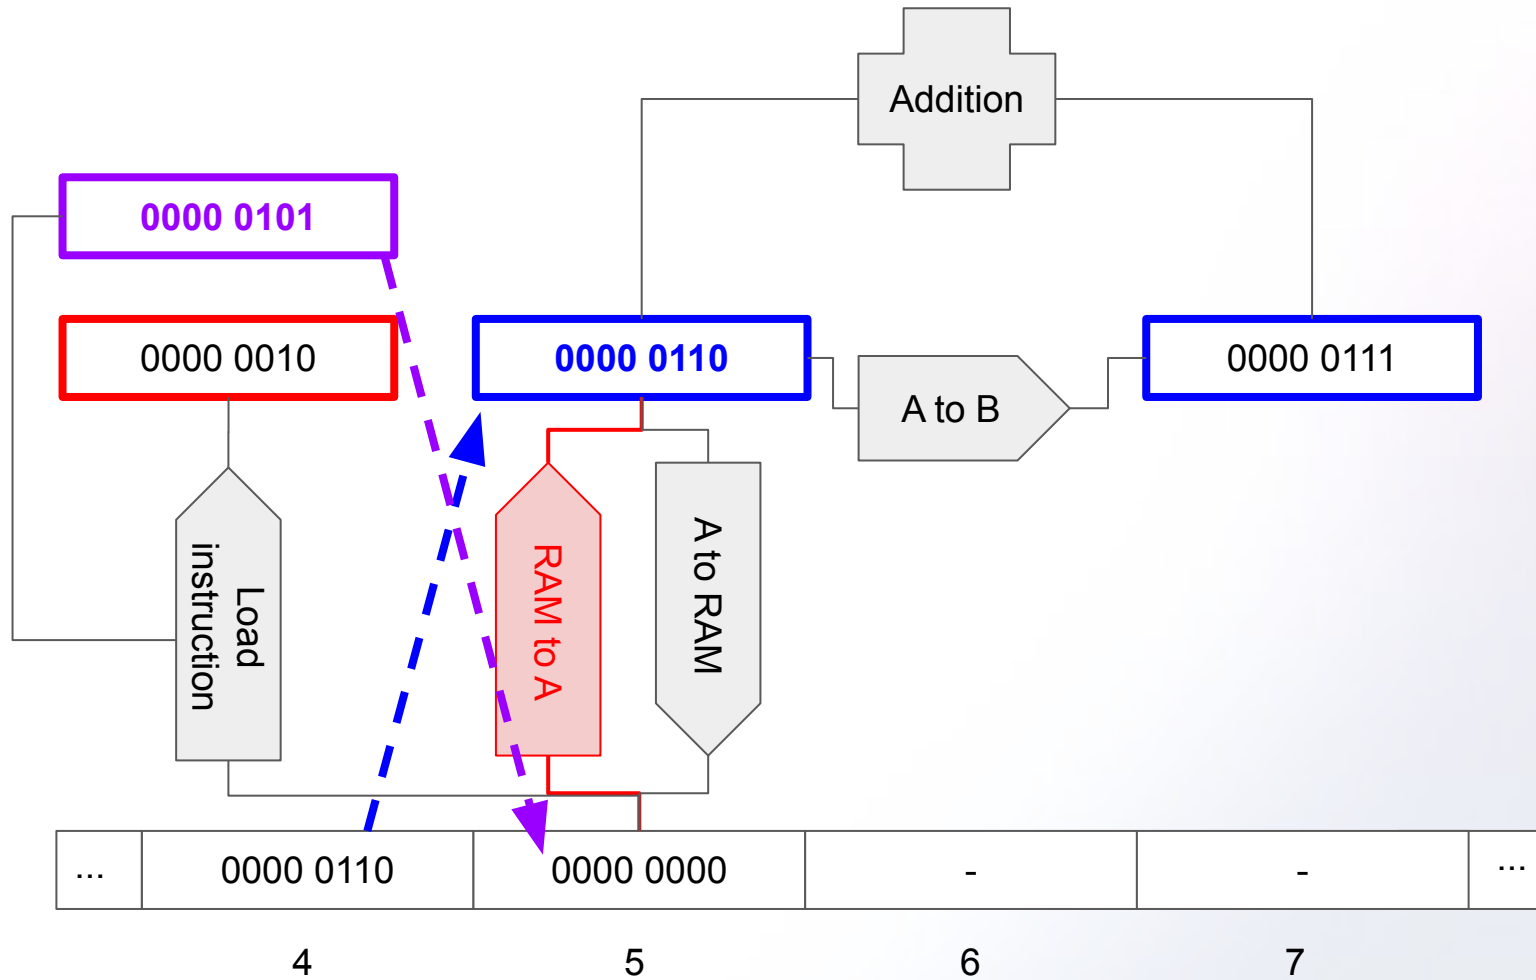 Addition
0000 0101
0000 0010
0000 0110
A to B
0000 0111
Load
instruction
RAM to A
A to RAM
...
0000 0110
0000 0000
-
-
...
4
5
6
7